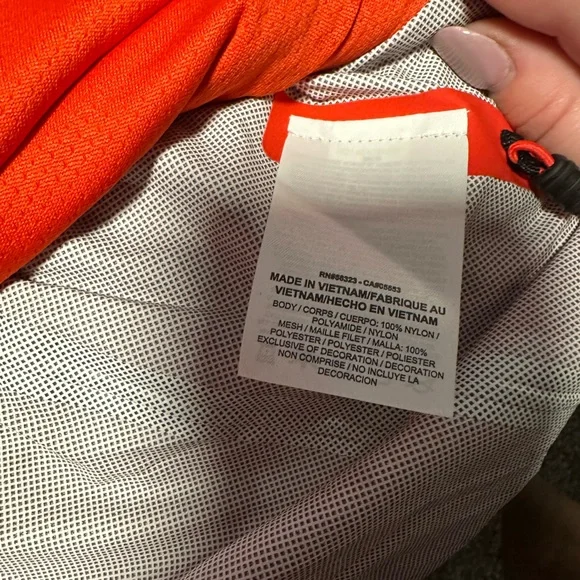 RN#56323 - CA#05553
MADE IN VIETNAM/FABRIQUE AU
VIETNAM/HECHO EN VIETNAM
BODY / CORPS / CUERPO: 100% NYLON /
POLYAMIDE / NYLON
MESH / MAILLE FILET / MALLA: 100%
POLYESTER / POLYESTER / POLIESTER
EXCLUSIVE OF DECORATION / DECORATION
NON COMPRISE / NO INCLUYE LA
DECORACION